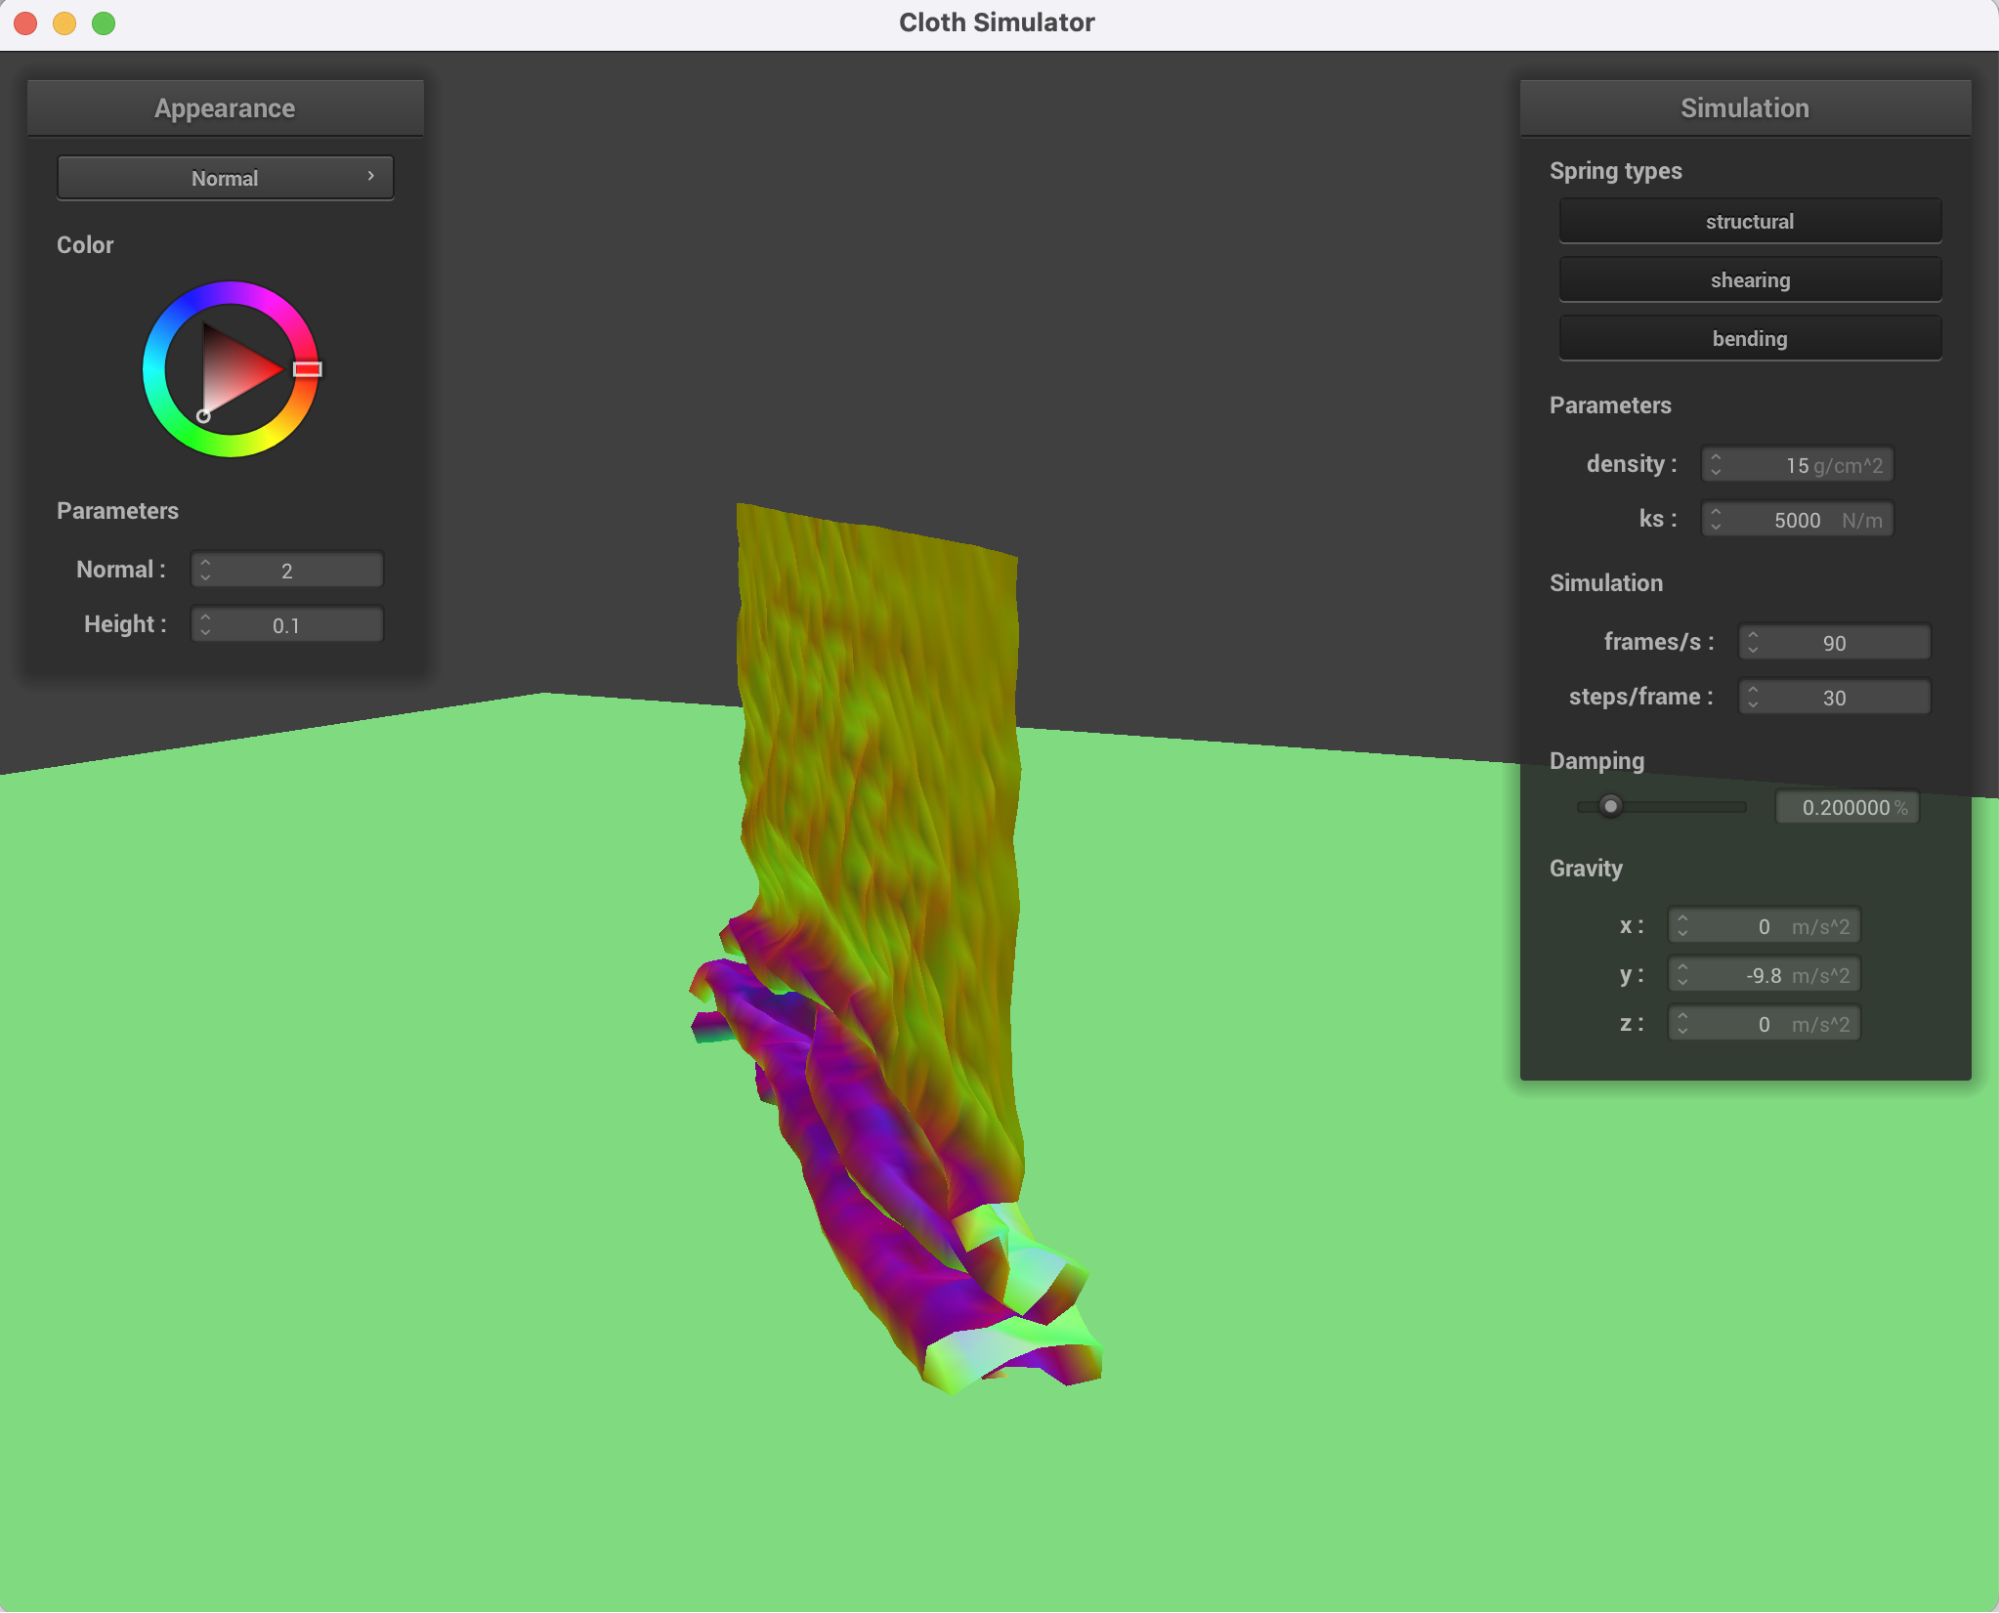 Cloth Simulator
Appearance
Normal
Color
Parameters
Normal : 2
Height : 0.1
Simulation
Spring types
structural
shearing
bending
Parameters
density : 15 g/cm^2
ks : 5000 N/m
Simulation
frames/s : 90
steps/frame : 30
Damping
0.200000 %
Gravity
x : 0 m/s^2
y : -9.8 m/s^2
z : 0 m/s^2